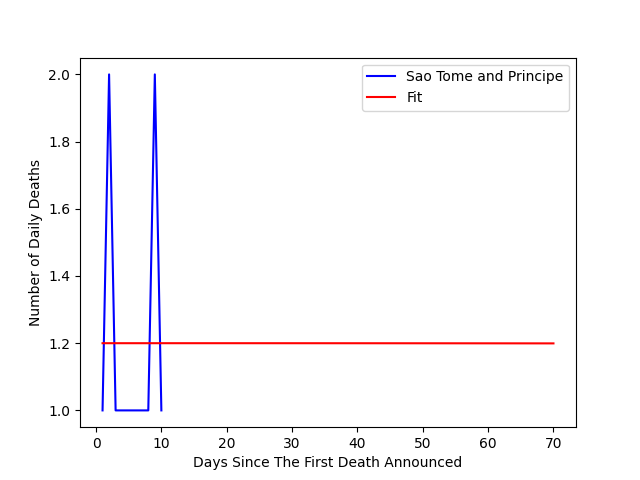 Sao Tome and Principe
Fit
2.0
1.8
1.6
1.4
1.2
1.0
Number of Daily Deaths
0 10 20 30 40 50 60 70
Days Since The First Death Announced